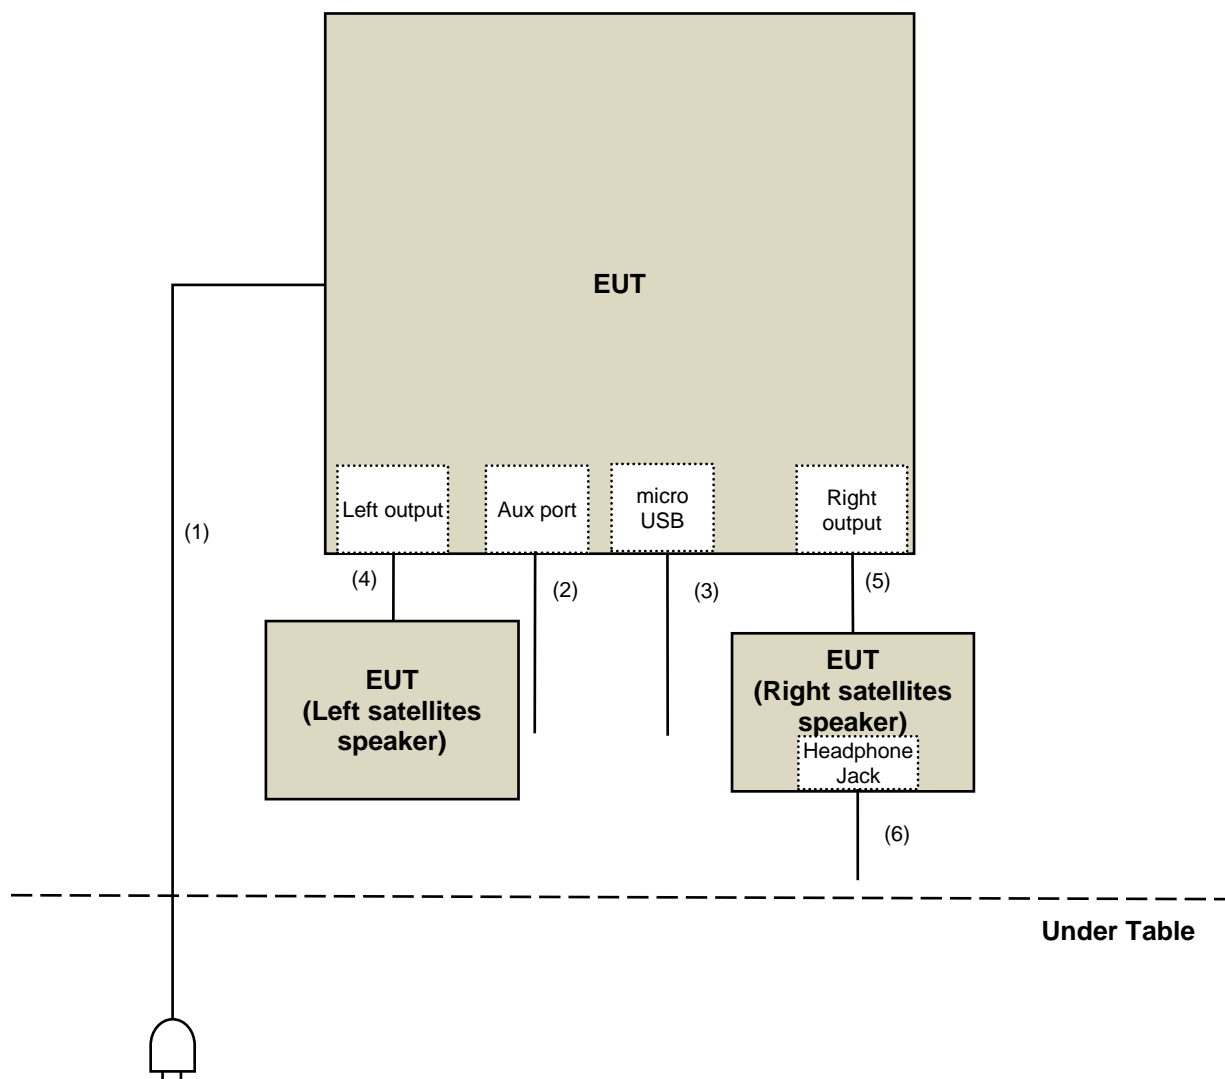 EUT
Left output
Aux port
micro
USB
Right
output
(1)
(4)
(2)
(3)
(5)
EUT
(Left satellites
speaker)
EUT
(Right satellites
speaker)
Headphone
Jack
(6)
Under Table